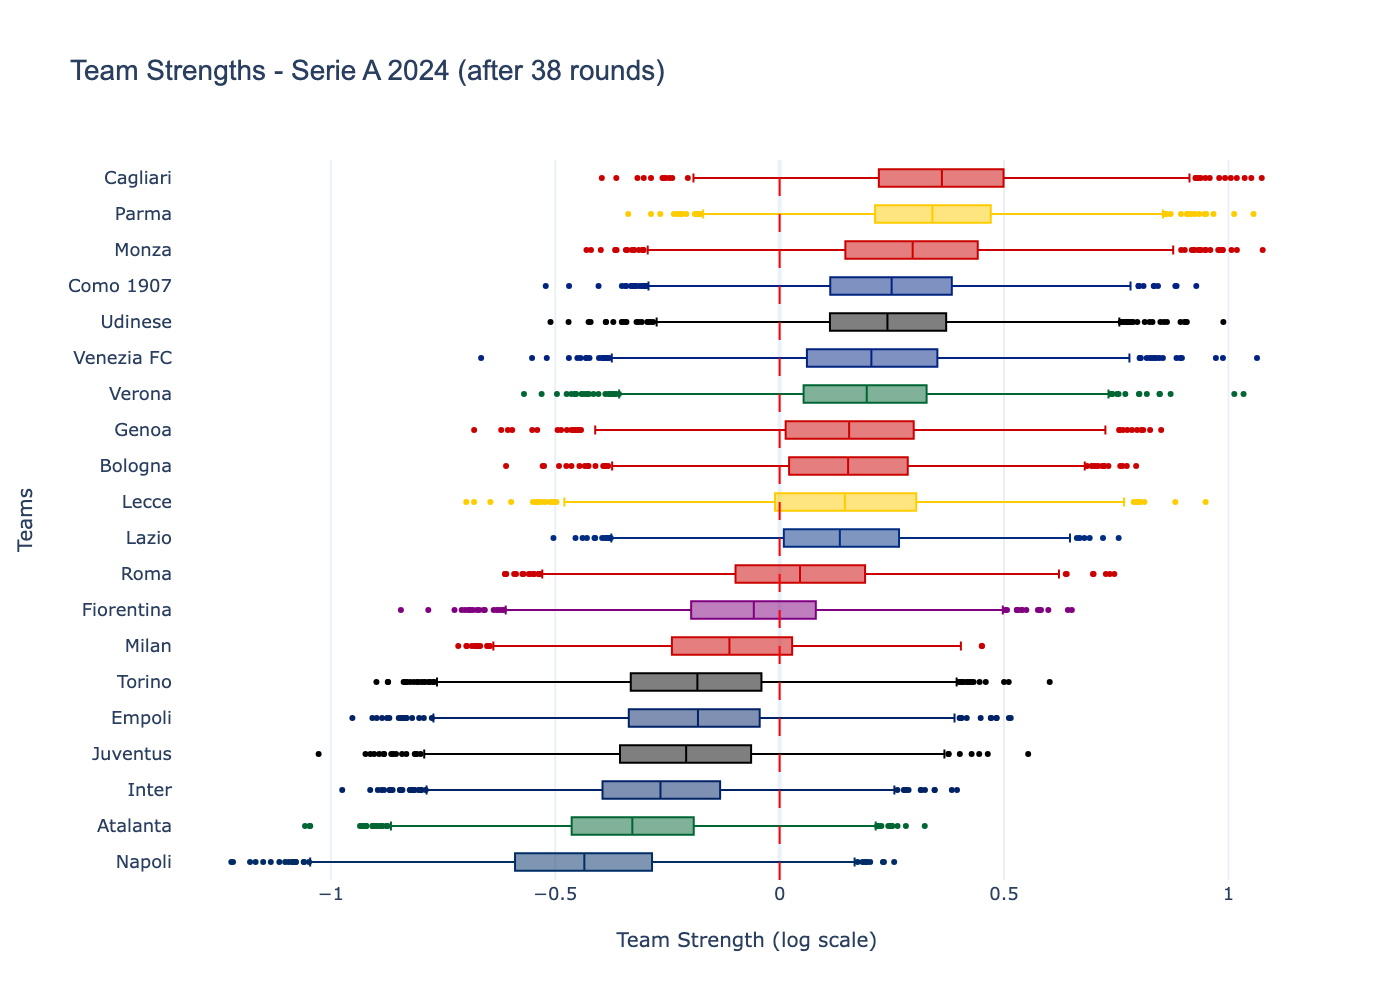 Team Strengths - Serie A 2024 (after 38 rounds)
Teams
Cagliari
Parma
Monza
Como 1907
Udinese
Venezia FC
Verona
Genoa
Bologna
Lecce
Lazio
Roma
Fiorentina
Milan
Torino
Empoli
Juventus
Inter
Atalanta
Napoli
−1
−0.5
0
0.5
1
Team Strength (log scale)